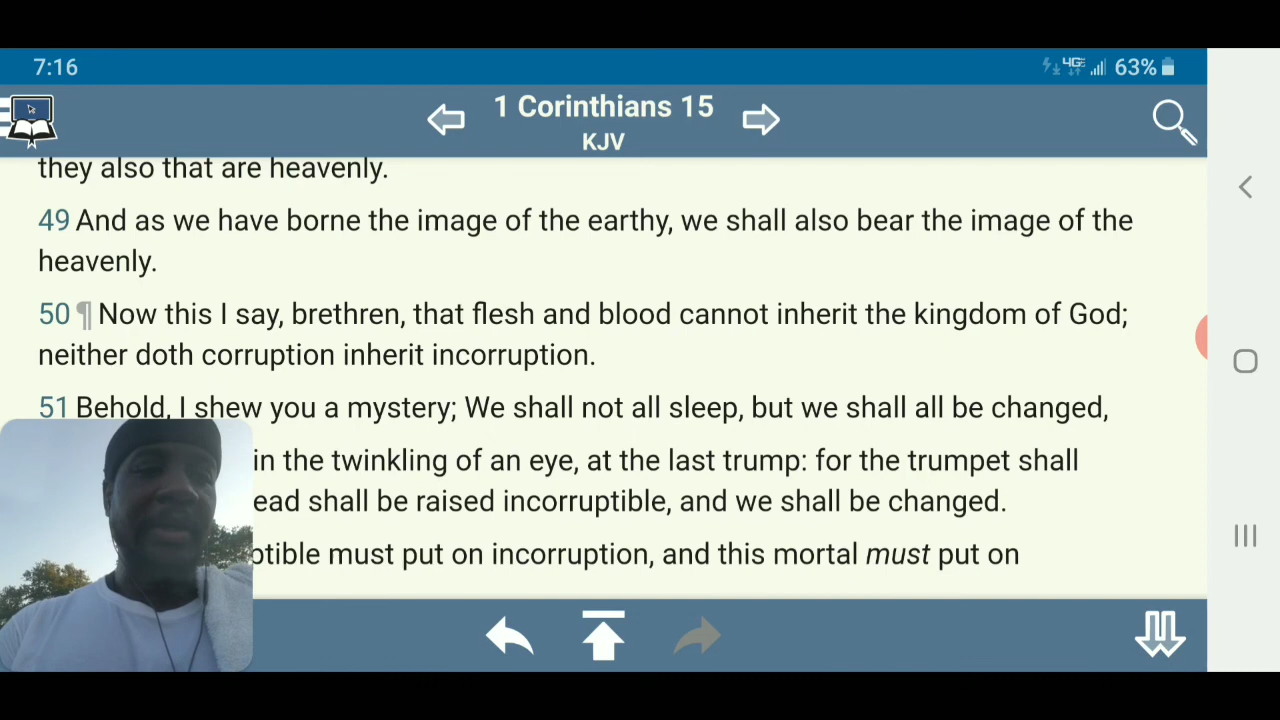 7:16
4GE 63%
1 Corinthians 15
KJV
they also that are heavenly.
49 And as we have borne the image of the earthy, we shall also bear the image of the
heavenly.
50 ¶ Now this I say, brethren, that flesh and blood cannot inherit the kingdom of God;
neither doth corruption inherit incorruption.
51 Behold, I shew you a mystery; We shall not all sleep, but we shall all be changed,
in the twinkling of an eye, at the last trump: for the trumpet shall
ead shall be raised incorruptible, and we shall be changed.
ptible must put on incorruption, and this mortal must put on